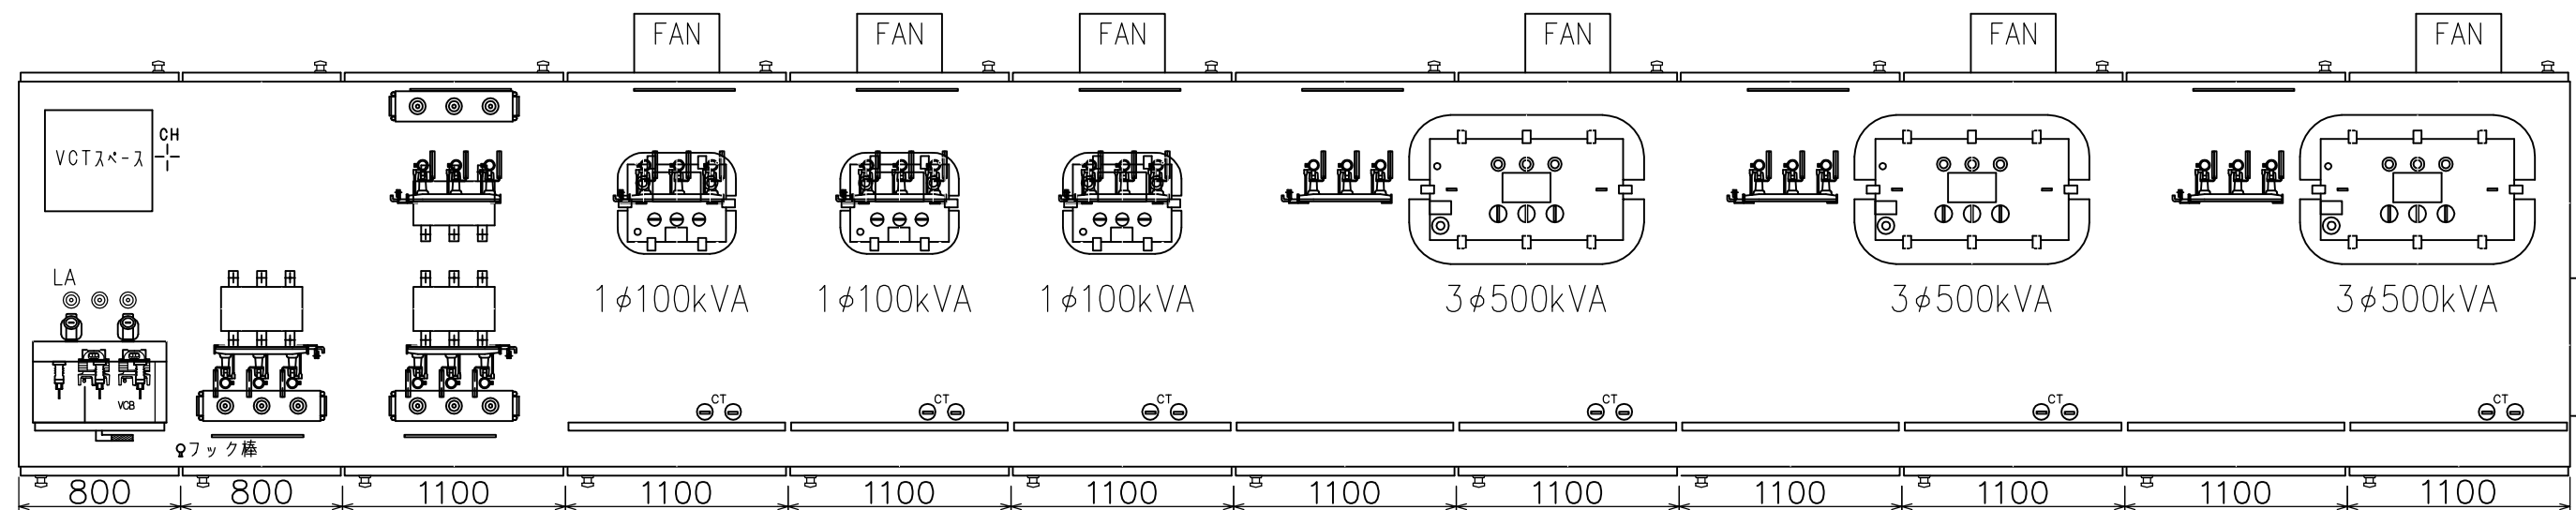 FAN FAN FAN FAN FAN FAN
CH
VCTスペース
LA
1φ100kVA 1φ100kVA 1φ100kVA 3φ500kVA 3φ500kVA 3φ500kVA
CT CT CT CT CT CT
VCB
フック棒
800 800 1100 1100 1100 1100 1100 1100 1100 1100 1100 1100